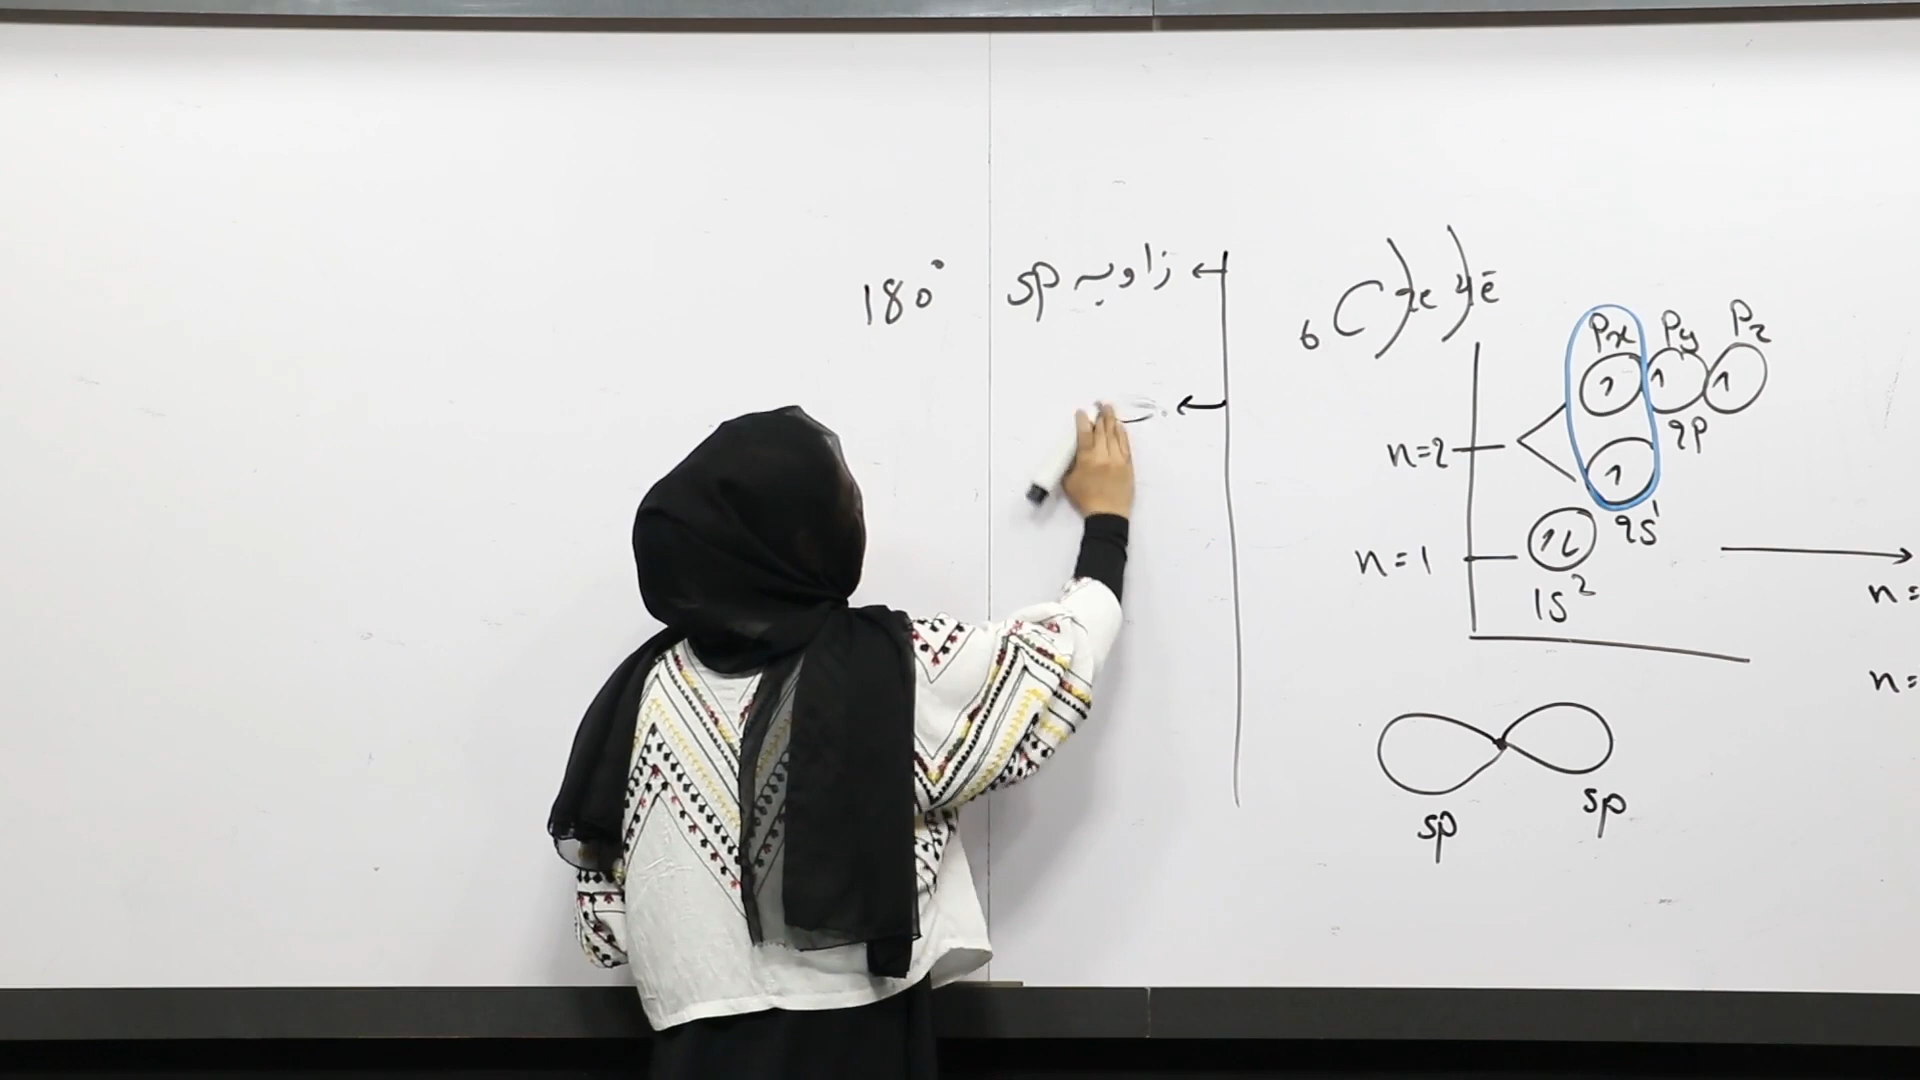 زاویه sp 180°
₆C)2e)4ē
Px Py Pz
2p
n=2
2s¹
n=1
1s²
n=
n=
sp
sp